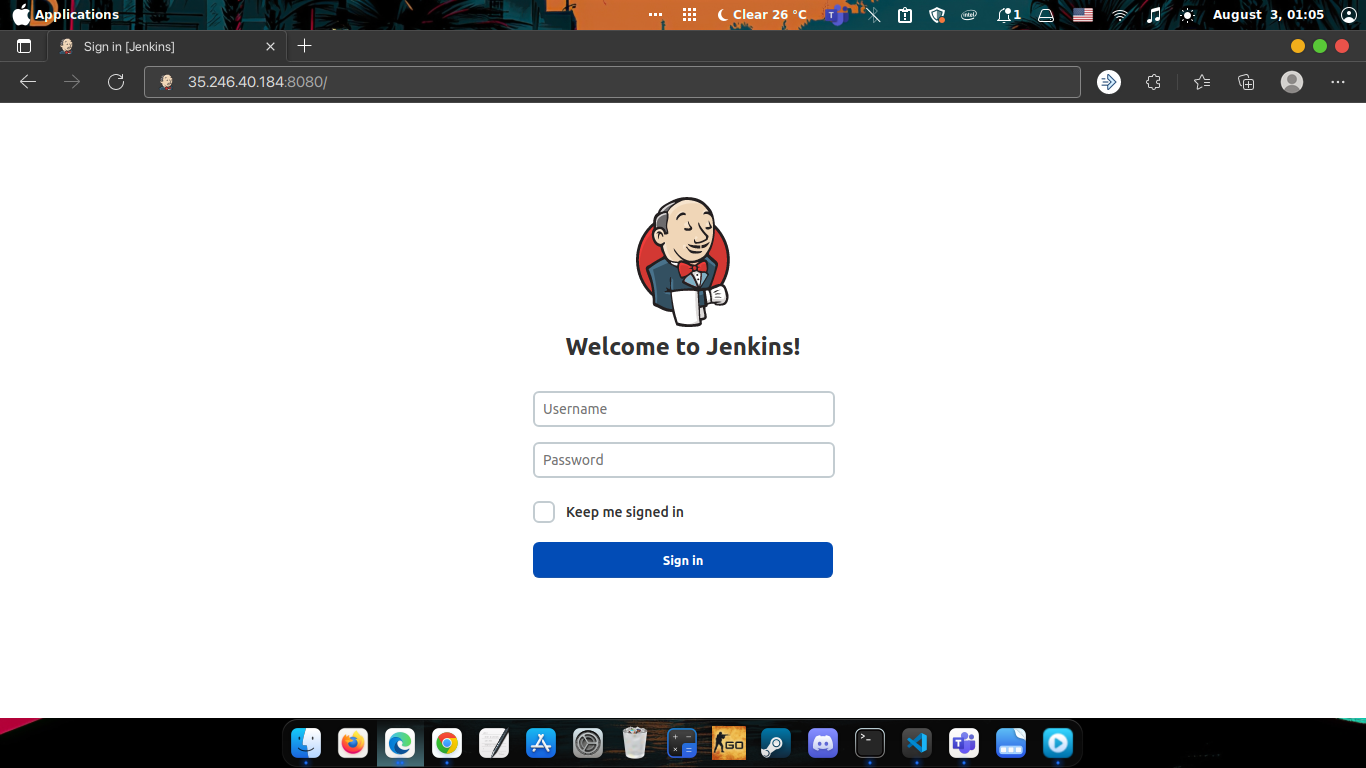 Applications
Clear 26 °C
1
August 3, 01:05
Sign in [Jenkins]
35.246.40.184:8080/
Welcome to Jenkins!
Username
Password
Keep me signed in
Sign in
GO